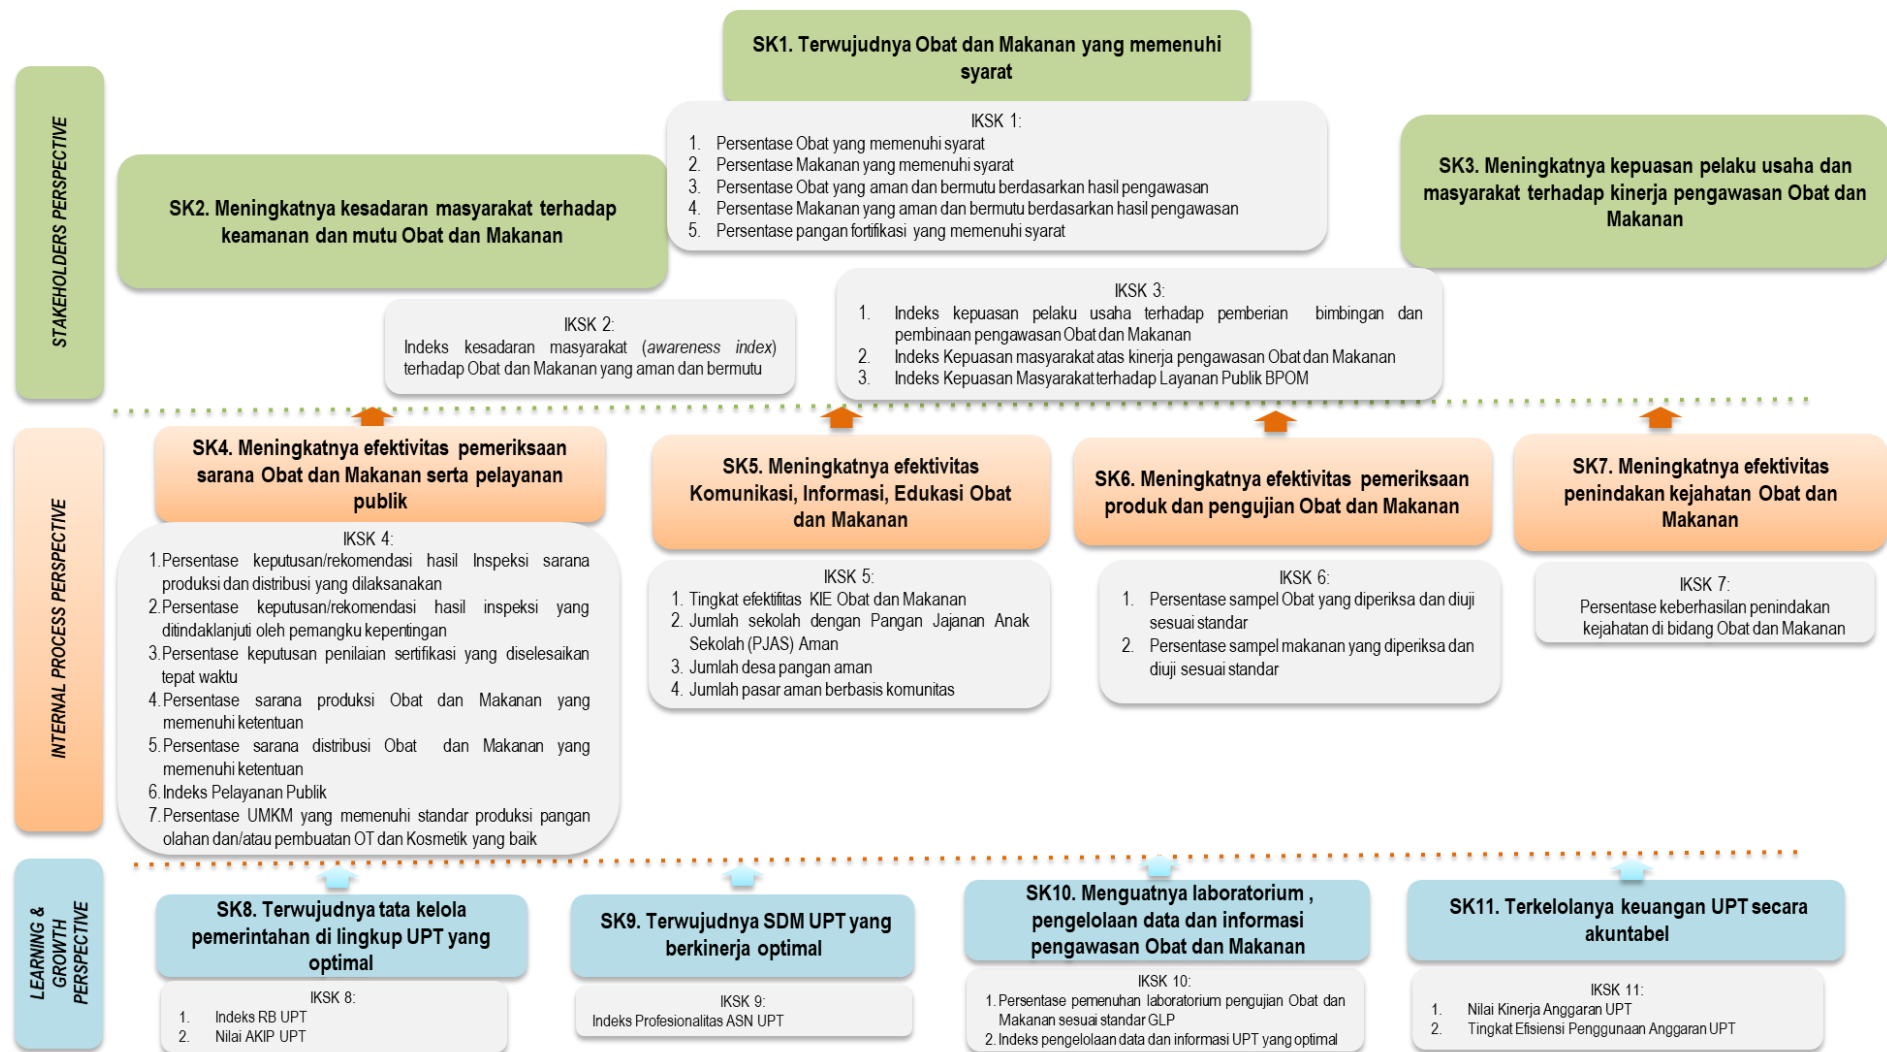 SK1. Terwujudnya Obat dan Makanan yang memenuhi
syarat
STAKEHOLDERS PERSPECTIVE
IKSK 1:
1. Persentase Obat yang memenuhi syarat
2. Persentase Makanan yang memenuhi syarat
3. Persentase Obat yang aman dan bermutu berdasarkan hasil pengawasan
4. Persentase Makanan yang aman dan bermutu berdasarkan hasil pengawasan
5. Persentase pangan fortifikasi yang memenuhi syarat
SK2. Meningkatnya kesadaran masyarakat terhadap
keamanan dan mutu Obat dan Makanan
SK3. Meningkatnya kepuasan pelaku usaha dan
masyarakat terhadap kinerja pengawasan Obat dan
Makanan
IKSK 2:
Indeks kesadaran masyarakat (awareness index)
terhadap Obat dan Makanan yang aman dan bermutu
IKSK 3:
1. Indeks kepuasan pelaku usaha terhadap pemberian bimbingan dan
pembinaan pengawasan Obat dan Makanan
2. Indeks Kepuasan masyarakat atas kinerja pengawasan Obat dan Makanan
3. Indeks Kepuasan Masyarakat terhadap Layanan Publik BPOM
INTERNAL PROCESS PERSPECTIVE
SK4. Meningkatnya efektivitas pemeriksaan
sarana Obat dan Makanan serta pelayanan
publik
IKSK 4:
1. Persentase keputusan/rekomendasi hasil Inspeksi sarana
produksi dan distribusi yang dilaksanakan
2. Persentase keputusan/rekomendasi hasil inspeksi yang
ditindaklanjuti oleh pemangku kepentingan
3. Persentase keputusan penilaian sertifikasi yang diselesaikan
tepat waktu
4. Persentase sarana produksi Obat dan Makanan yang
memenuhi ketentuan
5. Persentase sarana distribusi Obat dan Makanan yang
memenuhi ketentuan
6. Indeks Pelayanan Publik
7. Persentase UMKM yang memenuhi standar produksi pangan
olahan dan/atau pembuatan OT dan Kosmetik yang baik
SK5. Meningkatnya efektivitas
Komunikasi, Informasi, Edukasi Obat
dan Makanan
IKSK 5:
1. Tingkat efektifitas KIE Obat dan Makanan
2. Jumlah sekolah dengan Pangan Jajanan Anak
Sekolah (PJAS) Aman
3. Jumlah desa pangan aman
4. Jumlah pasar aman berbasis komunitas
SK6. Meningkatnya efektivitas pemeriksaan
produk dan pengujian Obat dan Makanan
IKSK 6:
1. Persentase sampel Obat yang diperiksa dan diuji
sesuai standar
2. Persentase sampel makanan yang diperiksa dan
diuji sesuai standar
SK7. Meningkatnya efektivitas
penindakan kejahatan Obat dan
Makanan
IKSK 7:
Persentase keberhasilan penindakan
kejahatan di bidang Obat dan Makanan
LEARNING &
GROWTH
PERSPECTIVE
SK8. Terwujudnya tata kelola
pemerintahan di lingkup UPT yang
optimal
IKSK 8:
1. Indeks RB UPT
2. Nilai AKIP UPT
SK9. Terwujudnya SDM UPT yang
berkinerja optimal
IKSK 9:
Indeks Profesionalitas ASN UPT
SK10. Menguatnya laboratorium ,
pengelolaan data dan informasi
pengawasan Obat dan Makanan
IKSK 10:
1. Persentase pemenuhan laboratorium pengujian Obat dan
Makanan sesuai standar GLP
2. Indeks pengelolaan data dan informasi UPT yang optimal
SK11. Terkelolanya keuangan UPT secara
akuntabel
IKSK 11:
1. Nilai Kinerja Anggaran UPT
2. Tingkat Efisiensi Penggunaan Anggaran UPT